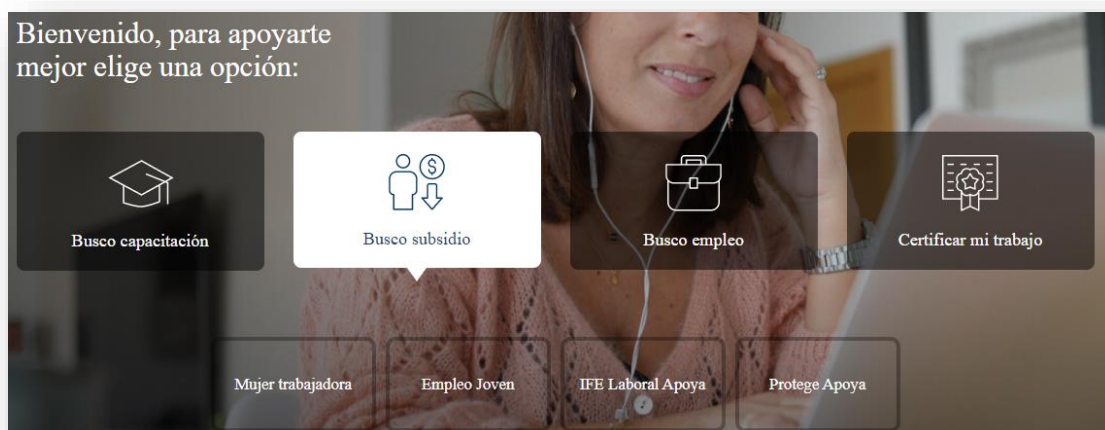 Bienvenido, para apoyarte
mejor elige una opción:
Busco capacitación
Busco subsidio
Busco empleo
Certificar mi trabajo
Mujer trabajadora
Empleo Joven
IFE Laboral Apoya
Protege Apoya